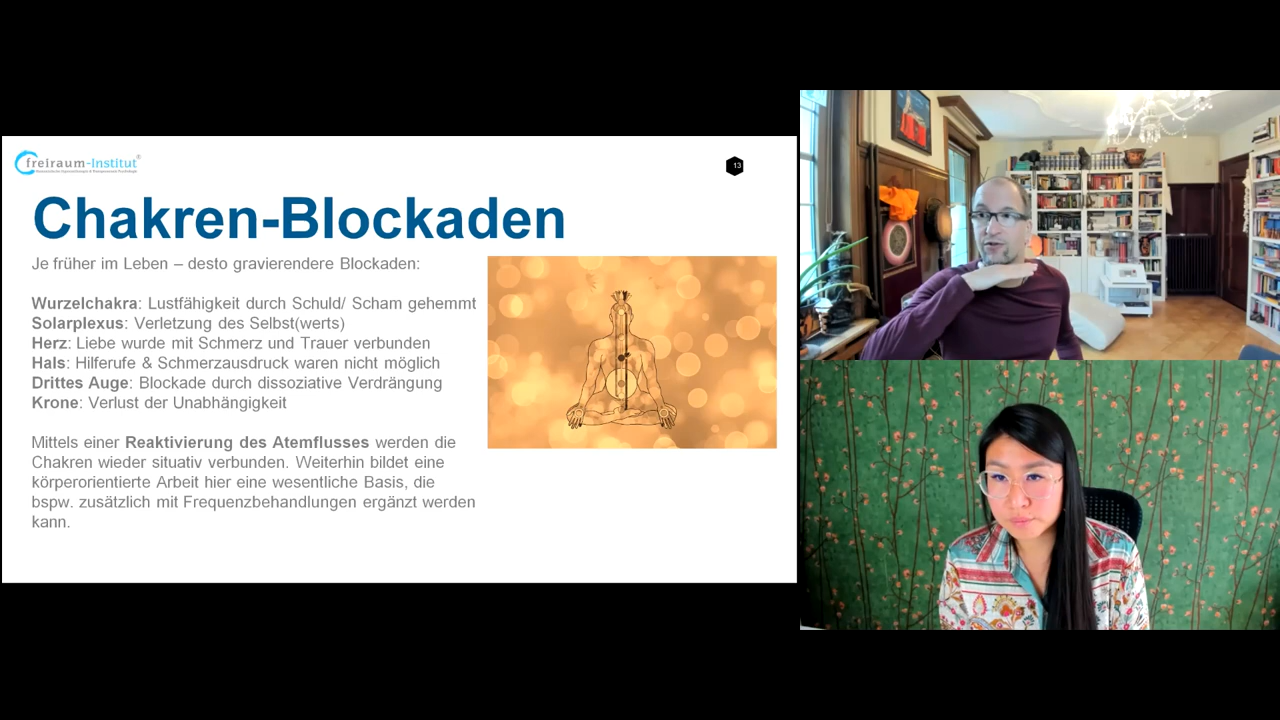 freiraum-Institut®
13
Chakren-Blockaden
Je früher im Leben – desto gravierendere Blockaden:
Wurzelchakra: Lustfähigkeit durch Schuld/ Scham gehemmt
Solarplexus: Verletzung des Selbst(werts)
Herz: Liebe wurde mit Schmerz und Trauer verbunden
Hals: Hilferufe & Schmerzausdruck waren nicht möglich
Drittes Auge: Blockade durch dissoziative Verdrängung
Krone: Verlust der Unabhängigkeit
Mittels einer Reaktivierung des Atemflusses werden die
Chakren wieder situativ verbunden. Weiterhin bildet eine
körperorientierte Arbeit hier eine wesentliche Basis, die
bspw. zusätzlich mit Frequenzbehandlungen ergänzt werden
kann.